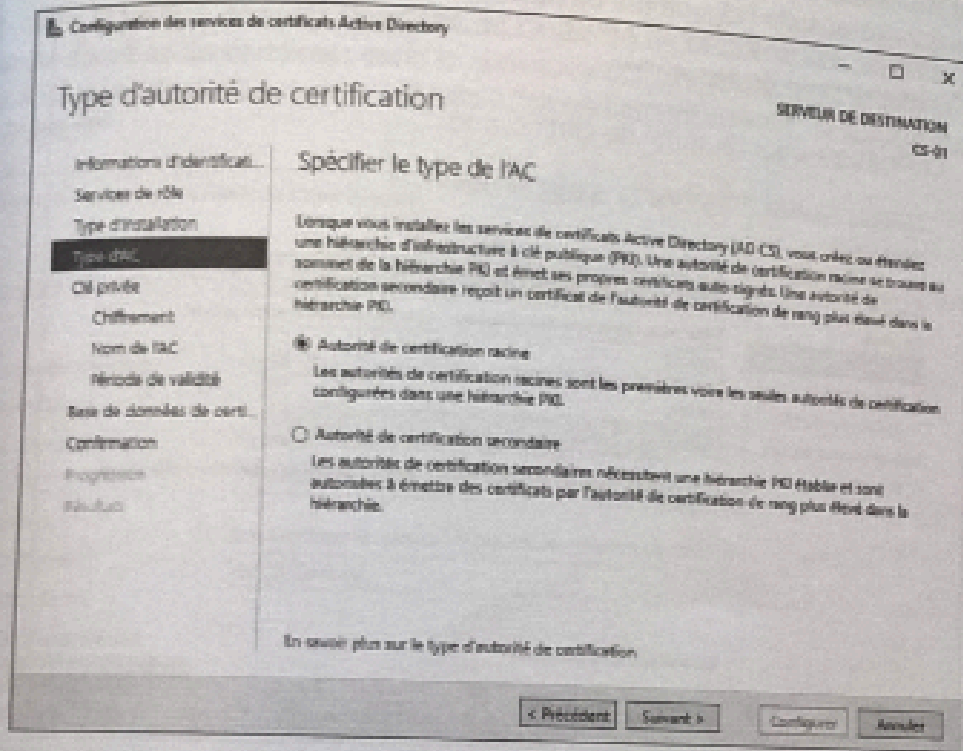 Configuration des services de certificats Active Directory
Type d'autorité de certification
SERVEUR DE DESTINATION
CS-01
Informations d'identificati...
Services de rôle
Type d'installation
Type d'AC
Clé privée
Chiffrement
Nom de l'AC
Période de validité
Base de données de certi...
Confirmation
Progression
Résultats
Spécifier le type de l'AC
Lorsque vous installez les services de certificats Active Directory (AD CS), vous créez ou étendez
une hiérarchie d'infrastructure à clé publique (PKI). Une autorité de certification racine se trouve au
sommet de la hiérarchie PKI et émet ses propres certificats auto-signés. Une autorité de
certification secondaire reçoit un certificat de l'autorité de certification de rang plus élevé dans la
hiérarchie PKI.
Autorité de certification racine
Les autorités de certification racines sont les premières voire les seules autorités de certification
configurées dans une hiérarchie PKI.
Autorité de certification secondaire
Les autorités de certification secondaires nécessitent une hiérarchie PKI établie et sont
autorisées à émettre des certificats par l'autorité de certification de rang plus élevé dans la
hiérarchie.
En savoir plus sur le type d'autorité de certification
< Précédent
Suivant >
Configurer
Annuler